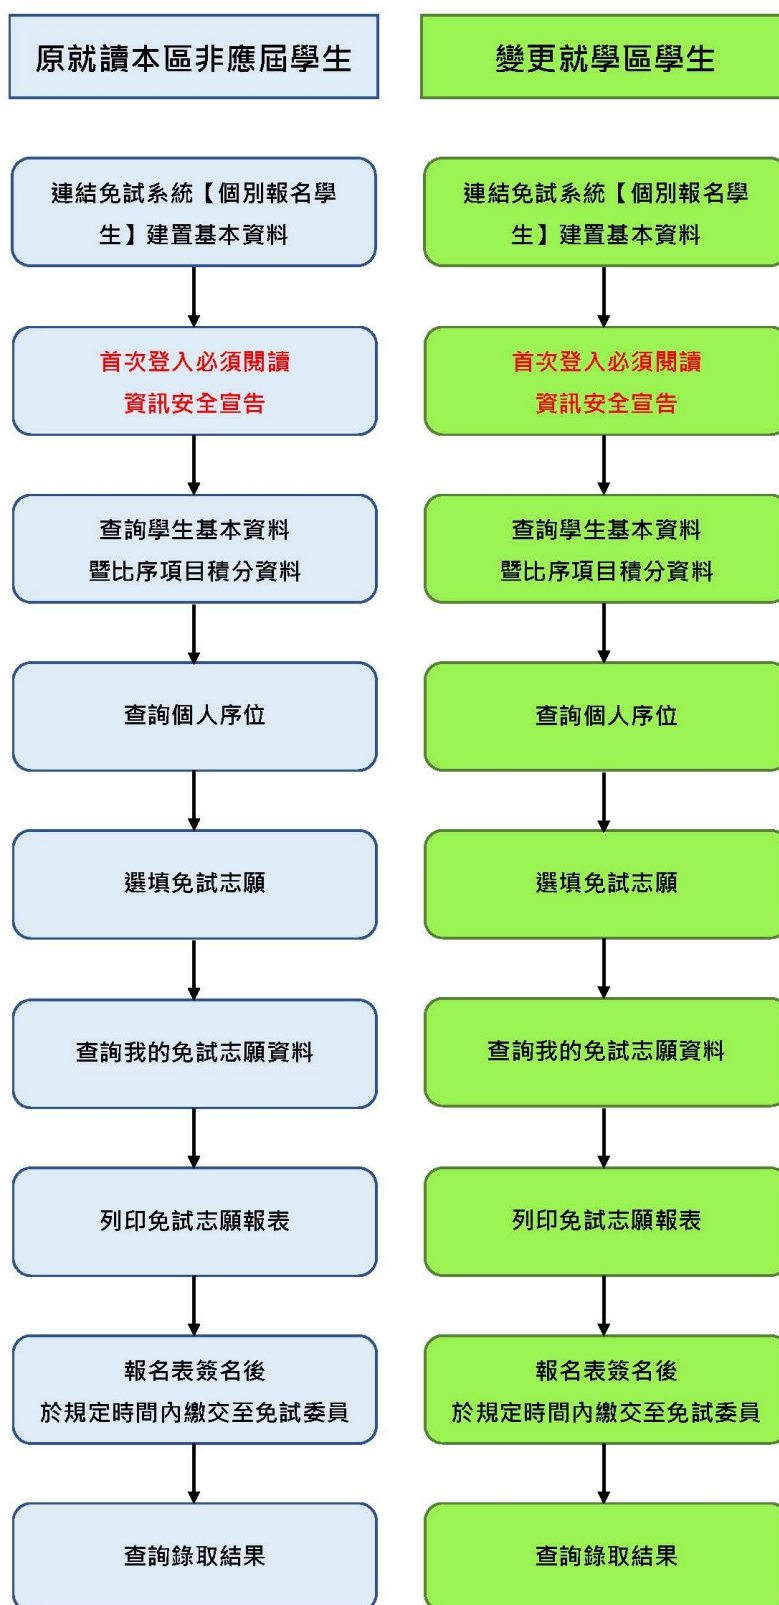 原就讀本區非應屆學生
連結免試系統【個別報名學
生】建置基本資料
首次登入必須閱讀
資訊安全宣告
查詢學生基本資料
暨比序項目積分資料
查詢個人序位
選填免試志願
查詢我的免試志願資料
列印免試志願報表
報名表簽名後
於規定時間內繳交至免試委員
查詢錄取結果
變更就學區學生
連結免試系統【個別報名學
生】建置基本資料
首次登入必須閱讀
資訊安全宣告
查詢學生基本資料
暨比序項目積分資料
查詢個人序位
選填免試志願
查詢我的免試志願資料
列印免試志願報表
報名表簽名後
於規定時間內繳交至免試委員
查詢錄取結果